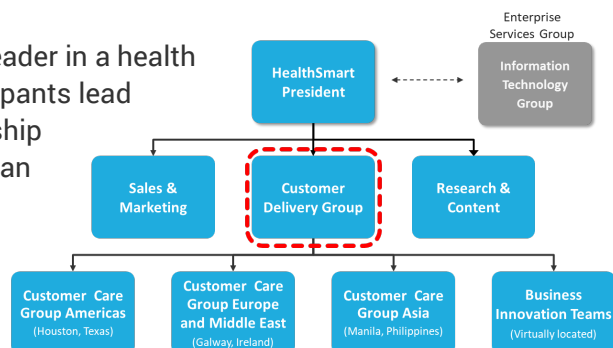 eader in a health
ipants lead
ship
an
Enterprise
Services Group
HealthSmart
President
Information
Technology
Group
Sales &
Marketing
Customer
Delivery Group
Research &
Content
Customer Care
Group Americas
(Houston, Texas)
Customer Care
Group Europe
and Middle East
(Galway, Ireland)
Customer Care
Group Asia
(Manila, Philippines)
Business
Innovation Teams
(Virtually located)